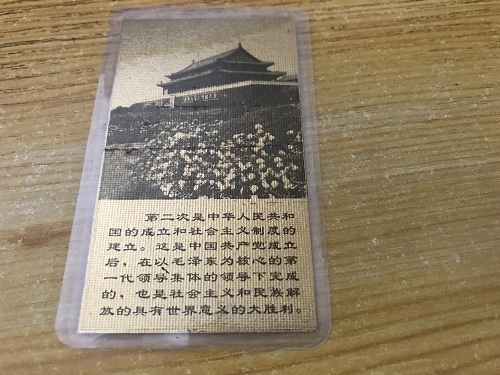 第二次是中华人民共和
国的成立和社会主义制度的
建立。这是中国共产党成立
后，在以毛泽东为核心的第
一代领导集体的领导下完成
的，也是社会主义和民族解
放的具有世界意义的大胜利。